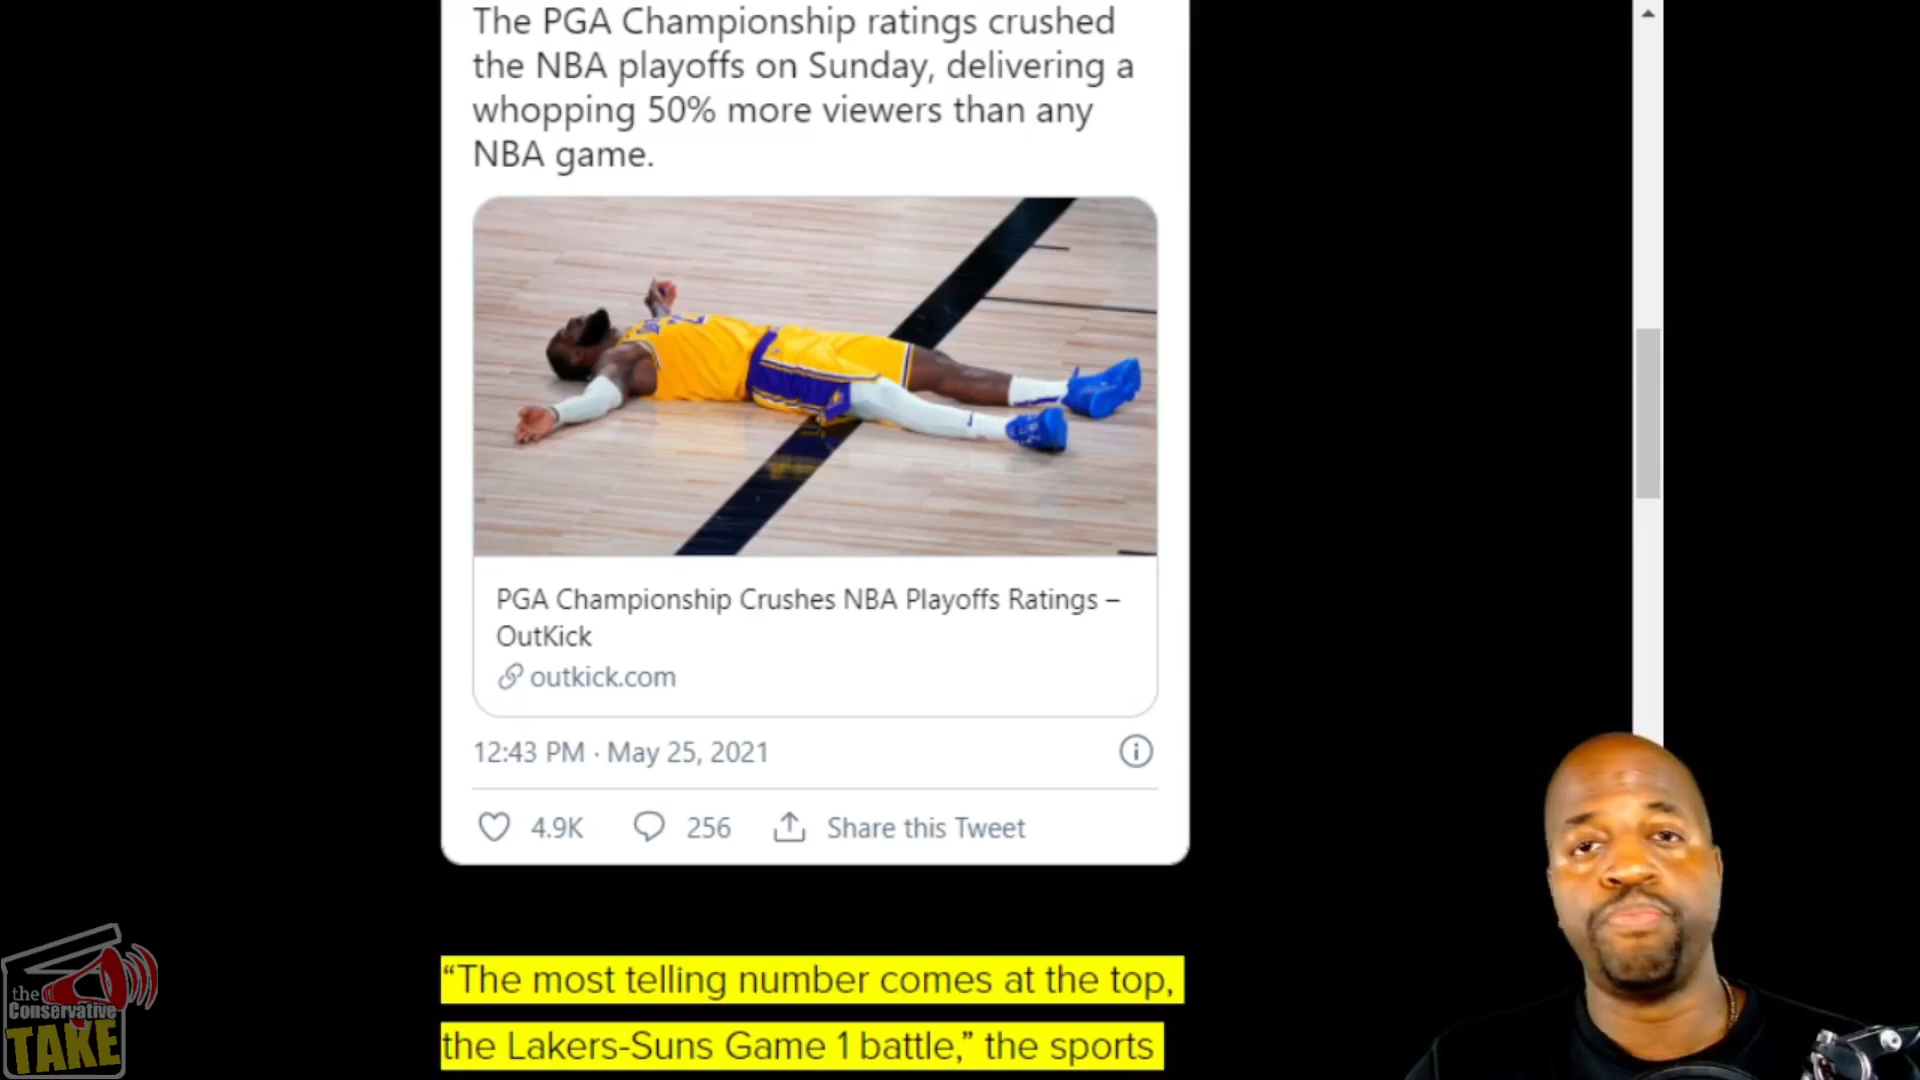 The PGA Championship ratings crushed
the NBA playoffs on Sunday, delivering a
whopping 50% more viewers than any
NBA game.
PGA Championship Crushes NBA Playoffs Ratings –
OutKick
outkick.com
12:43 PM · May 25, 2021
4.9K 256 Share this Tweet
“The most telling number comes at the top,
the Lakers-Suns Game 1 battle,” the sports
the
Conservative
TAKE